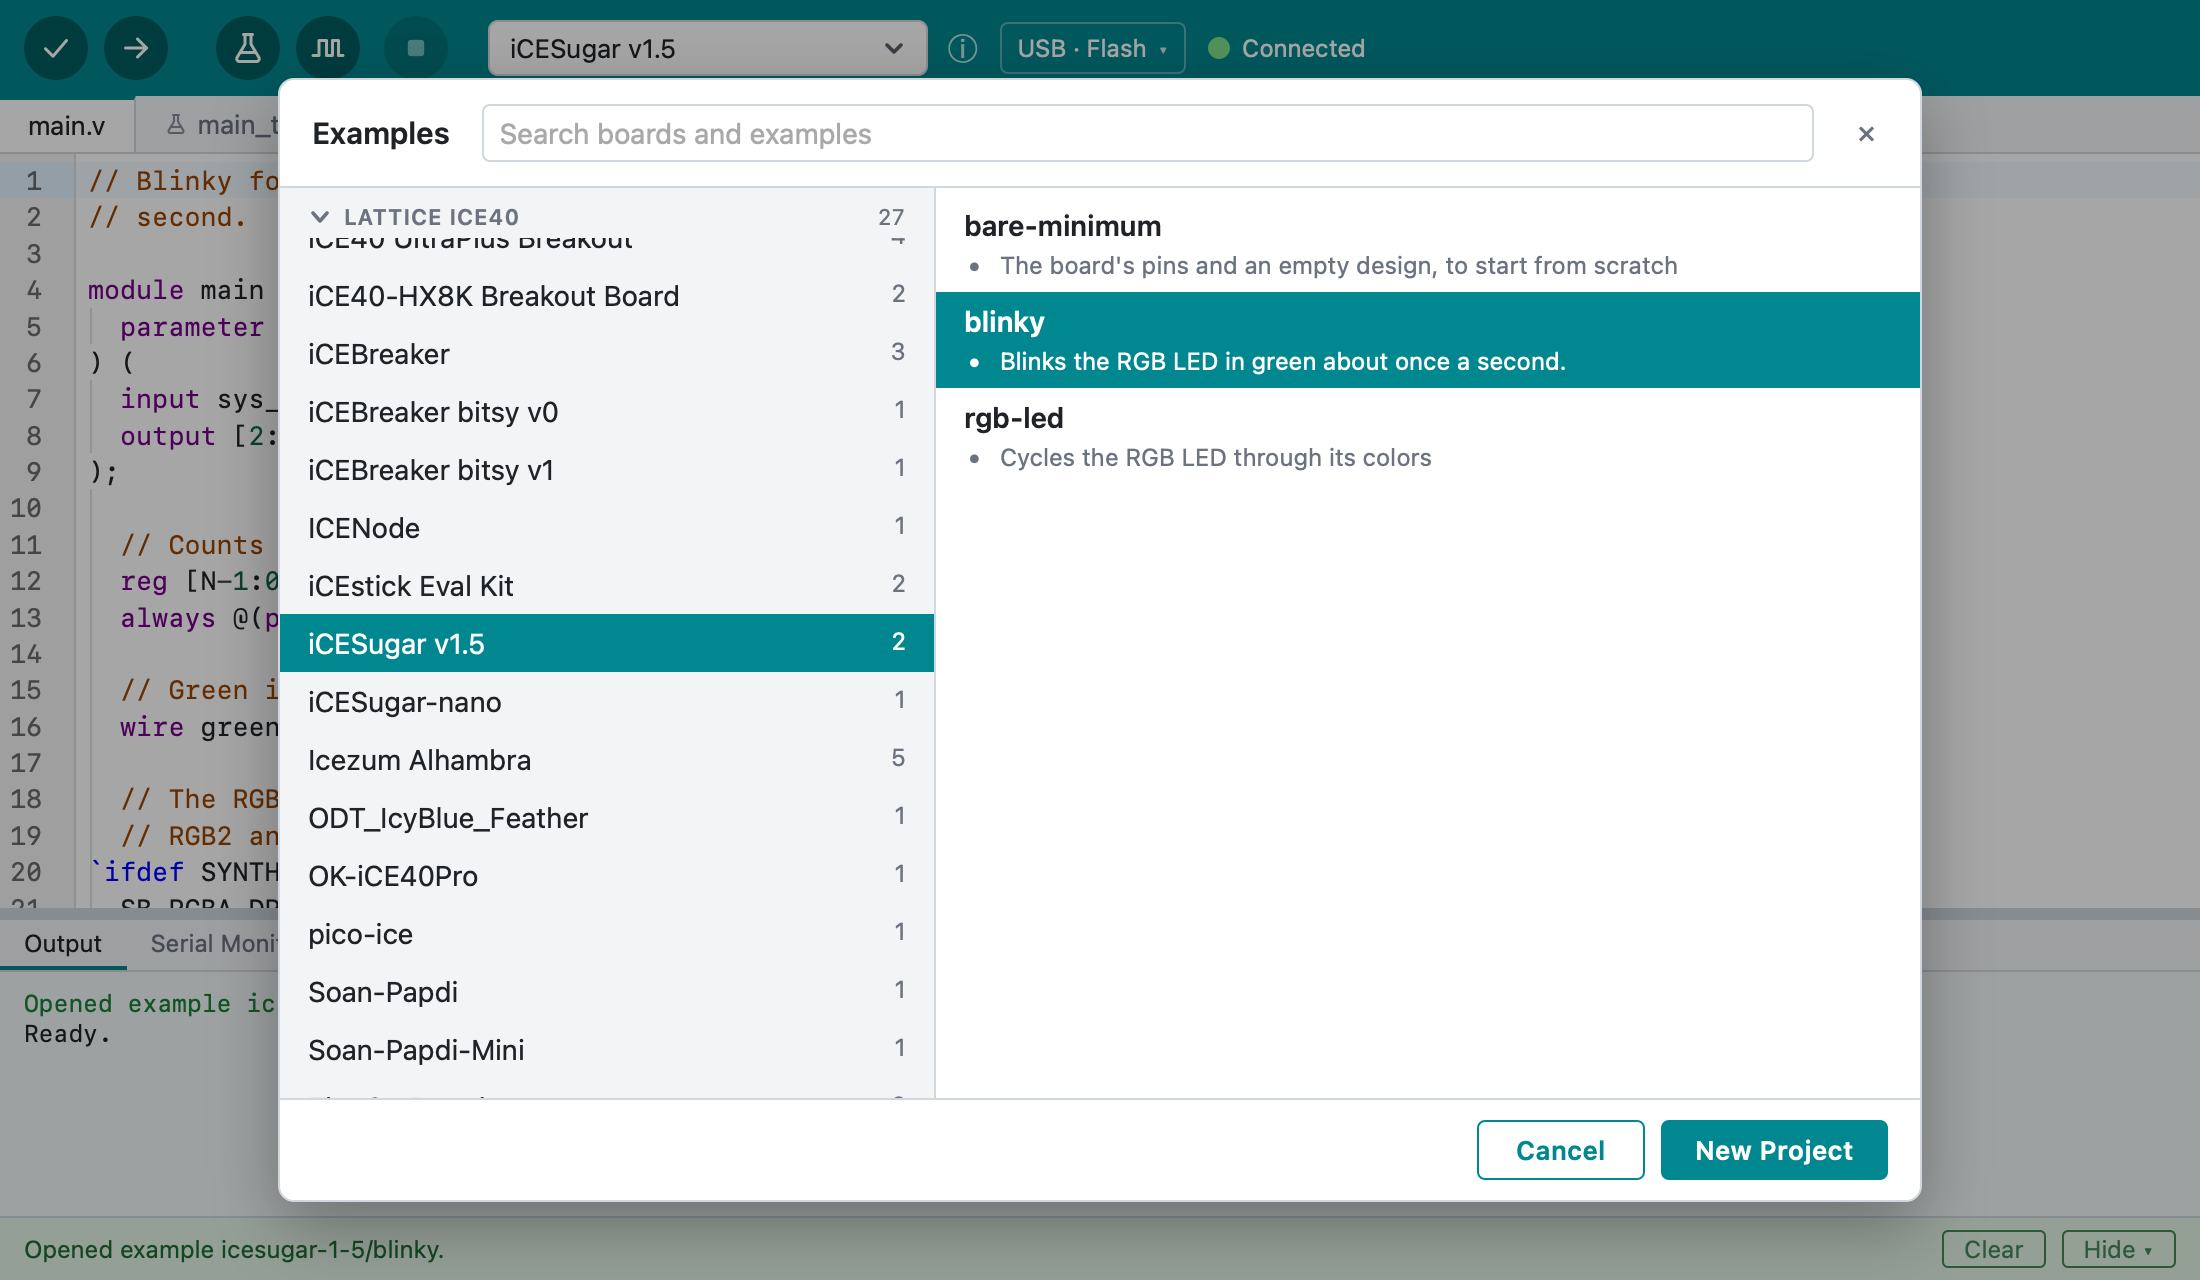 iCESugar v1.5
USB · Flash
Connected
main.v
main_t
Examples
Search boards and examples
1 // Blinky fo
2 // second.
3
4 module main
5 parameter
6 ) (
7 input sys_
8 output [2:
9 );
10
11 // Counts
12 reg [N-1:0
13 always @(p
14
15 // Green i
16 wire green
17
18 // The RGB
19 // RGB2 an
20 `ifdef SYNTH
21 SB_RGBA_DR
LATTICE ICE40 27
iCE40 UltraPlus Breakout 4
iCE40-HX8K Breakout Board 2
iCEBreaker 3
iCEBreaker bitsy v0 1
iCEBreaker bitsy v1 1
ICENode 1
iCEstick Eval Kit 2
iCESugar v1.5 2
iCESugar-nano 1
Icezum Alhambra 5
ODT_IcyBlue_Feather 1
OK-iCE40Pro 1
pico-ice 1
Soan-Papdi 1
Soan-Papdi-Mini 1
bare-minimum
• The board's pins and an empty design, to start from scratch
blinky
• Blinks the RGB LED in green about once a second.
rgb-led
• Cycles the RGB LED through its colors
Cancel
New Project
Output
Serial Moni
Opened example ic
Ready.
Opened example icesugar-1-5/blinky.
Clear
Hide